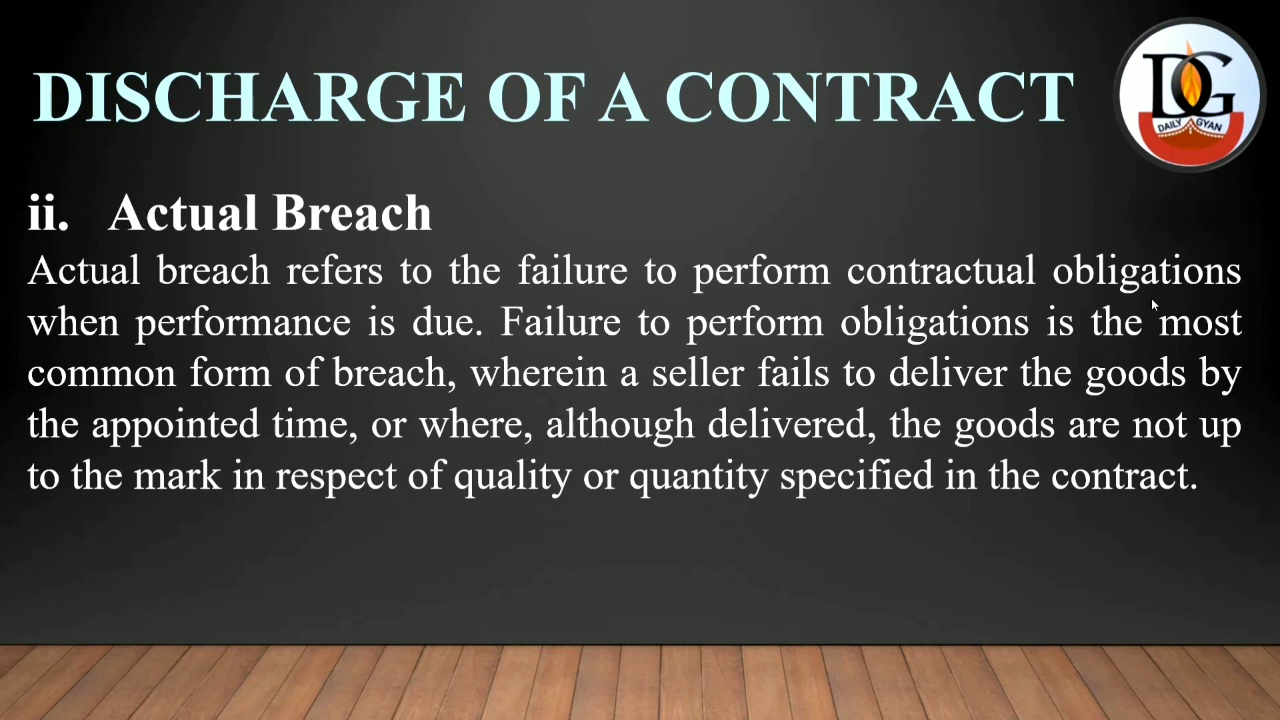 DISCHARGE OF A CONTRACT
DG
DAILY GYAN
ii. Actual Breach
Actual breach refers to the failure to perform contractual obligations
when performance is due. Failure to perform obligations is the most
common form of breach, wherein a seller fails to deliver the goods by
the appointed time, or where, although delivered, the goods are not up
to the mark in respect of quality or quantity specified in the contract.